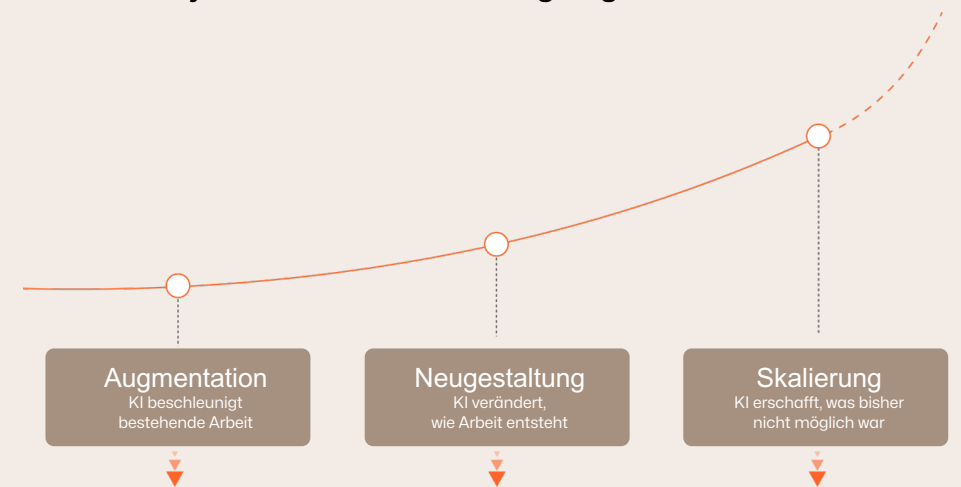 Augmentation
KI beschleunigt
bestehende Arbeit
Neugestaltung
KI verändert,
wie Arbeit entsteht
Skalierung
KI erschafft, was bisher
nicht möglich war